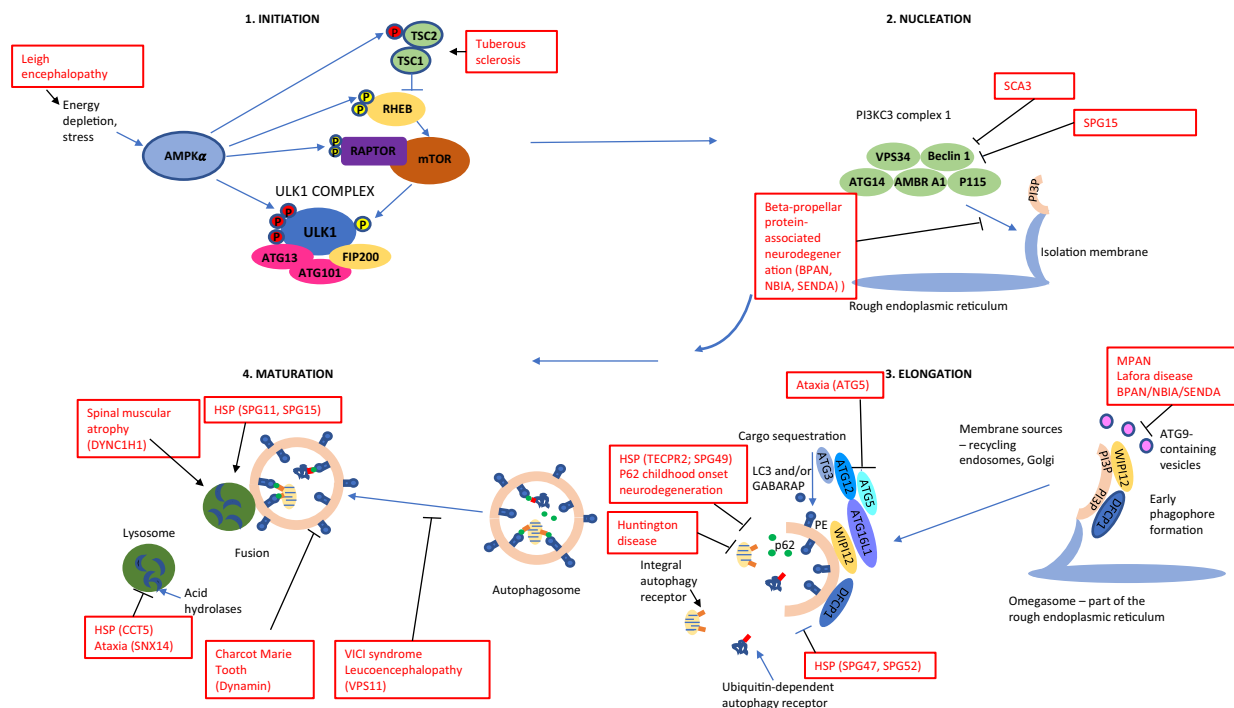 1. INITIATION
Leigh
encephalopathy
Energy
depletion,
stress
AMPKα
P
TSC2
TSC1
Tuberous
sclerosis
P
P
RHEB
P
P
RAPTOR
mTOR
ULK1 COMPLEX
P
P
P
P
ULK1
ATG13
FIP200
ATG101
2. NUCLEATION
SCA3
PI3KC3 complex 1
SPG15
VPS34
Beclin 1
ATG14
AMBR A1
P115
PI3P
Beta-propellar
protein-
associated
neurodegener
ation (BPAN,
NBIA, SENDA) )
Isolation membrane
Rough endoplasmic reticulum
3. ELONGATION
MPAN
Lafora disease
BPAN/NBIA/SENDA
Ataxia (ATG5)
Membrane sources
– recycling
endosomes, Golgi
ATG9-
containing
vesicles
PI3P
WIPI12
PI3P
DFCP1
Early
phagophore
formation
Omegasome – part of the
rough endoplasmic reticulum
Cargo sequestration
ATG3
ATG12
ATG5
ATG16L1
LC3 and/or
GABARAP
PE
WIPI12
DFCP1
p62
HSP (TECPR2; SPG49)
P62 childhood onset
neurodegeneration
Huntington
disease
Integral
autophagy
receptor
HSP (SPG47, SPG52)
Ubiquitin-dependent
autophagy receptor
4. MATURATION
Spinal muscular
atrophy
(DYNC1H1)
HSP (SPG11, SPG15)
Autophagosome
Fusion
Lysosome
Acid
hydrolases
HSP (CCT5)
Ataxia (SNX14)
Charcot Marie
Tooth
(Dynamin)
VICI syndrome
Leucoencephalopathy
(VPS11)